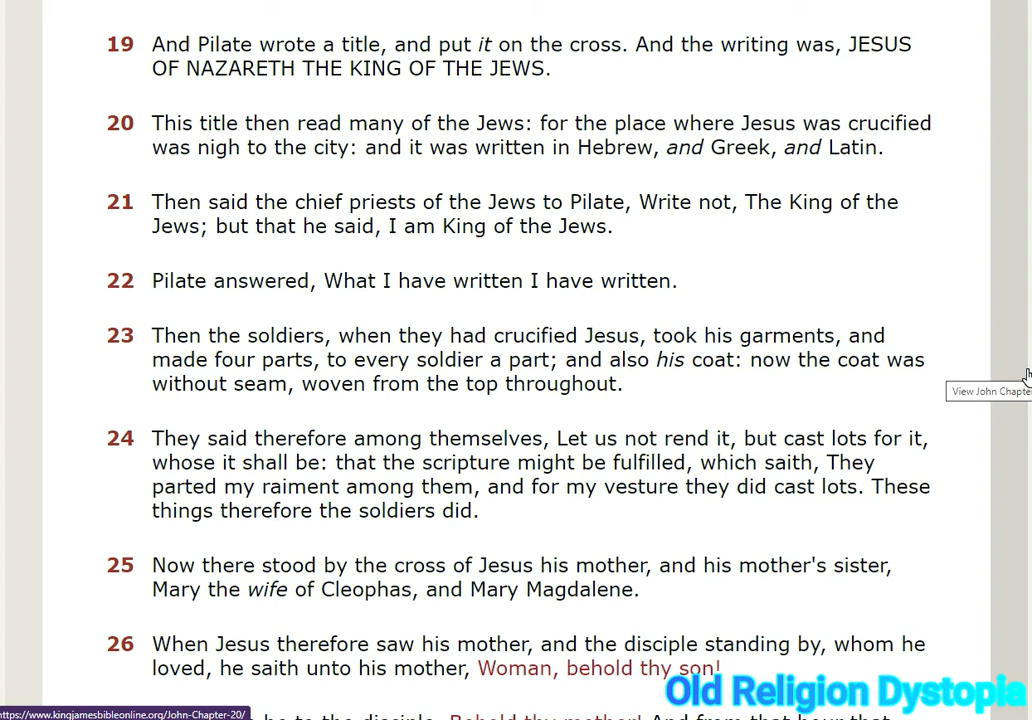 19 And Pilate wrote a title, and put it on the cross. And the writing was, JESUS
OF NAZARETH THE KING OF THE JEWS.
20 This title then read many of the Jews: for the place where Jesus was crucified
was nigh to the city: and it was written in Hebrew, and Greek, and Latin.
21 Then said the chief priests of the Jews to Pilate, Write not, The King of the
Jews; but that he said, I am King of the Jews.
22 Pilate answered, What I have written I have written.
23 Then the soldiers, when they had crucified Jesus, took his garments, and
made four parts, to every soldier a part; and also his coat: now the coat was
without seam, woven from the top throughout.
View John Chapte
24 They said therefore among themselves, Let us not rend it, but cast lots for it,
whose it shall be: that the scripture might be fulfilled, which saith, They
parted my raiment among them, and for my vesture they did cast lots. These
things therefore the soldiers did.
25 Now there stood by the cross of Jesus his mother, and his mother's sister,
Mary the wife of Cleophas, and Mary Magdalene.
26 When Jesus therefore saw his mother, and the disciple standing by, whom he
loved, he saith unto his mother, Woman, behold thy son!
Old Religion Dystopia
https://www.kingjamesbibleonline.org/John-Chapter-20/
he to the disciple, Behold thy mother! And from that hour that